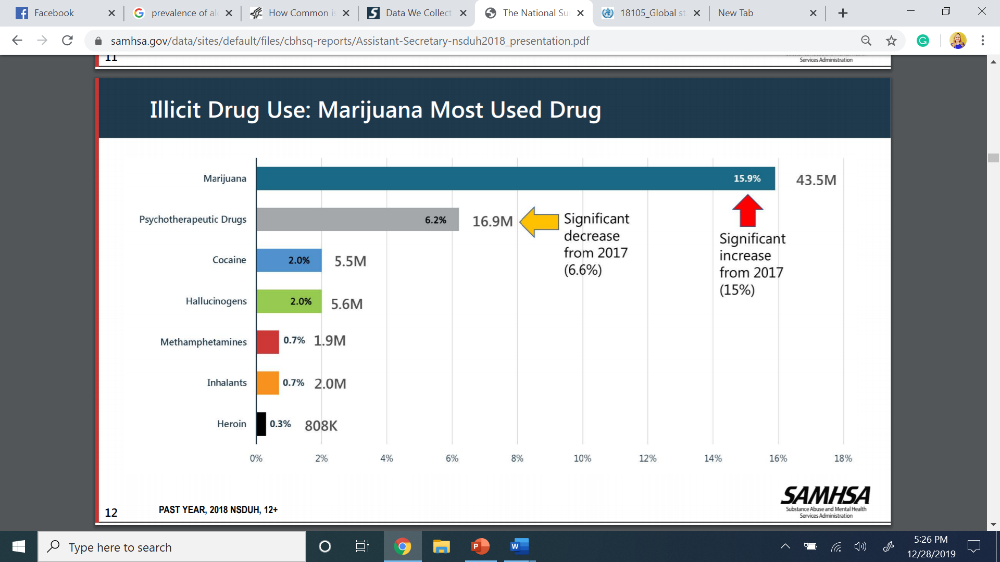 Facebook
prevalence of al
How Common is
Data We Collect
The National Su
18105_Global st
New Tab
samhsa.gov/data/sites/default/files/cbhsq-reports/Assistant-Secretary-nsduh2018_presentation.pdf
11
Services Administration
Illicit Drug Use: Marijuana Most Used Drug
Marijuana
15.9%
43.5M
Psychotherapeutic Drugs
6.2%
16.9M
Significant
decrease
from 2017
(6.6%)
Significant
increase
from 2017
(15%)
Cocaine
2.0%
5.5M
Hallucinogens
2.0%
5.6M
Methamphetamines
0.7%
1.9M
Inhalants
0.7%
2.0M
Heroin
0.3%
808K
0%
2%
4%
6%
8%
10%
12%
14%
16%
18%
12
PAST YEAR, 2018 NSDUH, 12+
SAMHSA
Substance Abuse and Mental Health
Services Administration
Type here to search
5:26 PM
12/28/2019